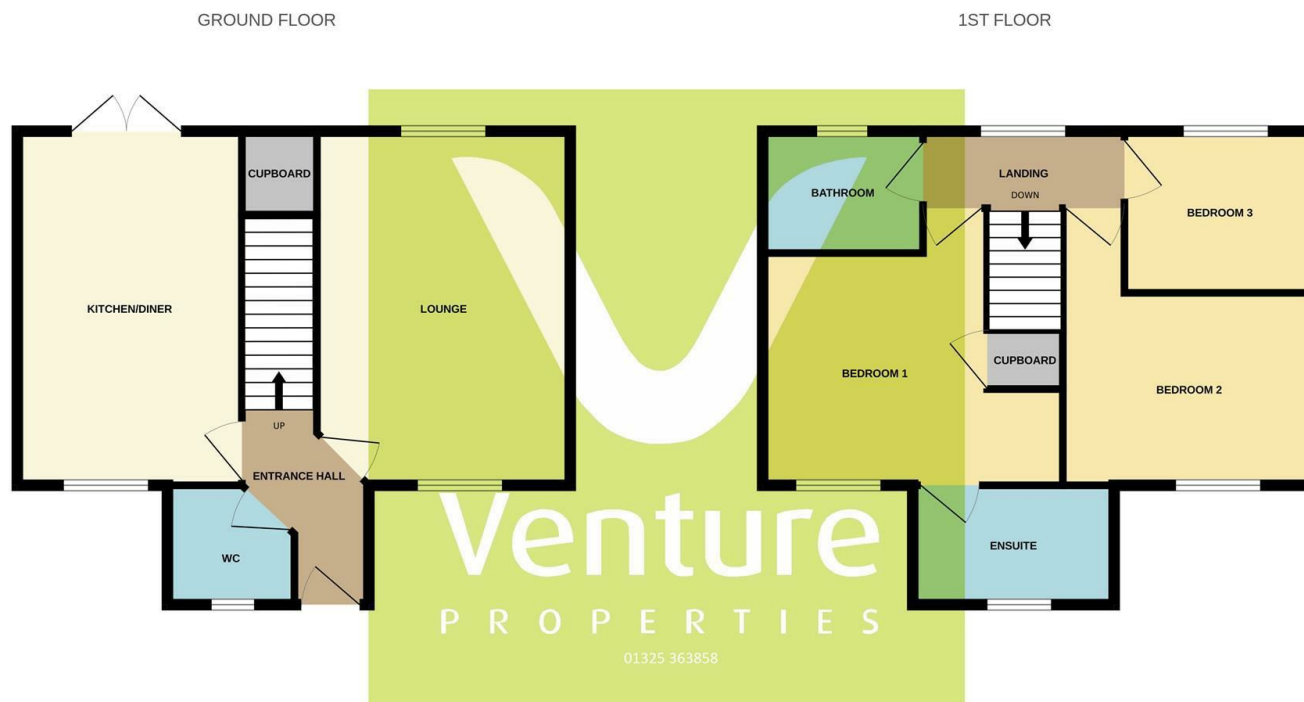 GROUND FLOOR
1ST FLOOR
CUPBOARD
KITCHEN/DINER
LOUNGE
UP
ENTRANCE HALL
WC
BATHROOM
LANDING
DOWN
BEDROOM 3
BEDROOM 1
CUPBOARD
BEDROOM 2
ENSUITE
Venture
PROPERTIES
01325 363858